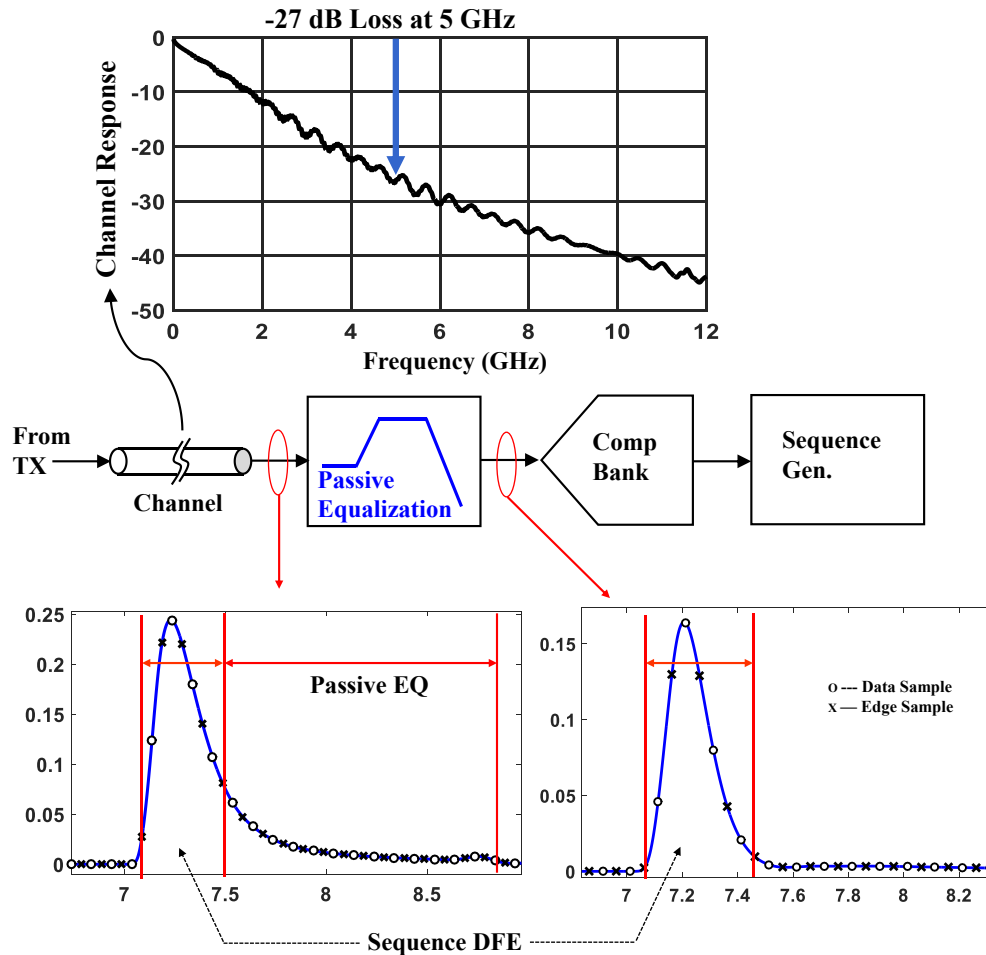 -27 dB Loss at 5 GHz
Channel Response
0
-10
-20
-30
-40
-50
0 2 4 6 8 10 12
Frequency (GHz)
From
TX
Channel
Passive
Equalization
Comp
Bank
Sequence
Gen.
0.25
0.2
0.15
0.1
0.05
0
7 7.5 8 8.5
Passive EQ
0.15
0.1
0.05
0
7 7.2 7.4 7.6 7.8 8 8.2
o --- Data Sample
x — Edge Sample
Sequence DFE